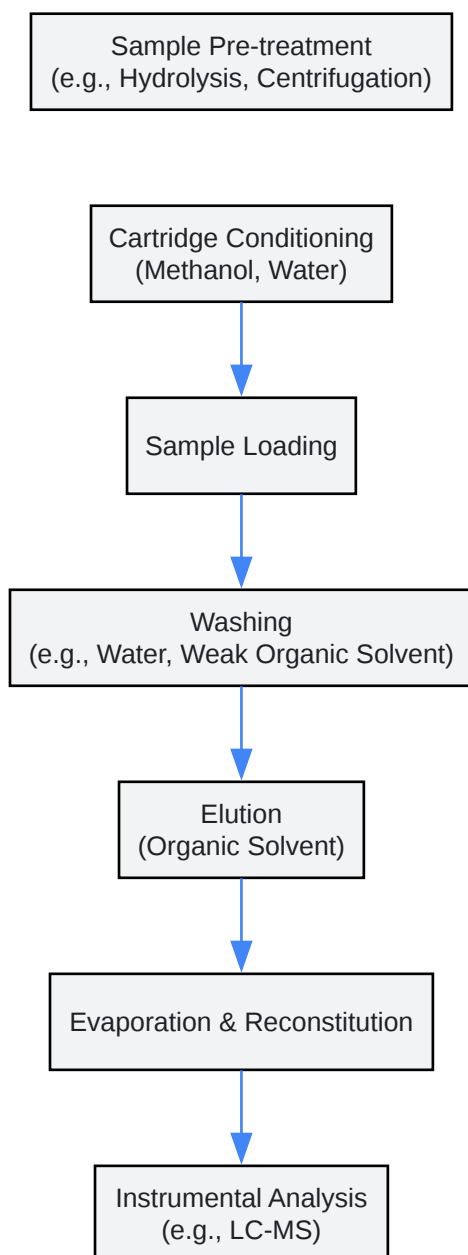 Sample Pre-treatment
(e.g., Hydrolysis, Centrifugation)
Cartridge Conditioning
(Methanol, Water)
Sample Loading
Washing
(e.g., Water, Weak Organic Solvent)
Elution
(Organic Solvent)
Evaporation & Reconstitution
Instrumental Analysis
(e.g., LC-MS)